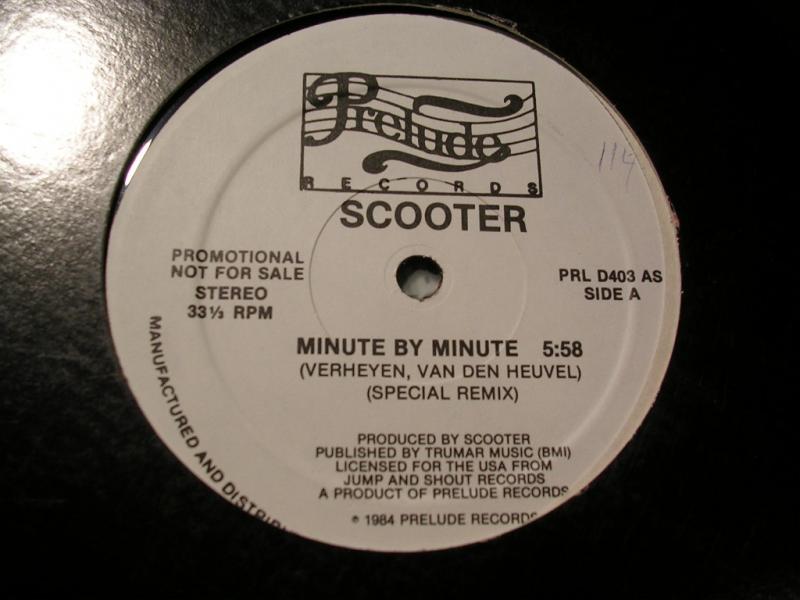 Prelude
RECORDS
SCOOTER
114
PROMOTIONAL
NOT FOR SALE
STEREO
33⅓ RPM
PRL D403 AS
SIDE A
MINUTE BY MINUTE 5:58
(VERHEYEN, VAN DEN HEUVEL)
(SPECIAL REMIX)
PRODUCED BY SCOOTER
PUBLISHED BY TRUMAR MUSIC (BMI)
LICENSED FOR THE USA FROM
JUMP AND SHOUT RECORDS
A PRODUCT OF PRELUDE RECORDS
℗ 1984 PRELUDE RECORDS
MANUFACTURED AND